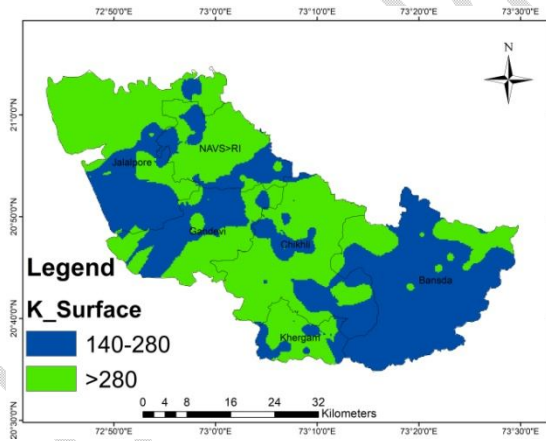 72°50'0"E 73°0'0"E 73°10'0"E 73°20'0"E 73°30'0"E
N
21°0'0"N
20°50'0"N
20°40'0"N
20°30'0"N
NAVS>RI
Jalalpore
Gandevi
Chikhli
Bansda
Khergam
Legend
K_Surface
140-280
>280
0 4 8 16 24 32
Kilometers
72°50'0"E 73°0'0"E 73°10'0"E 73°20'0"E 73°30'0"E